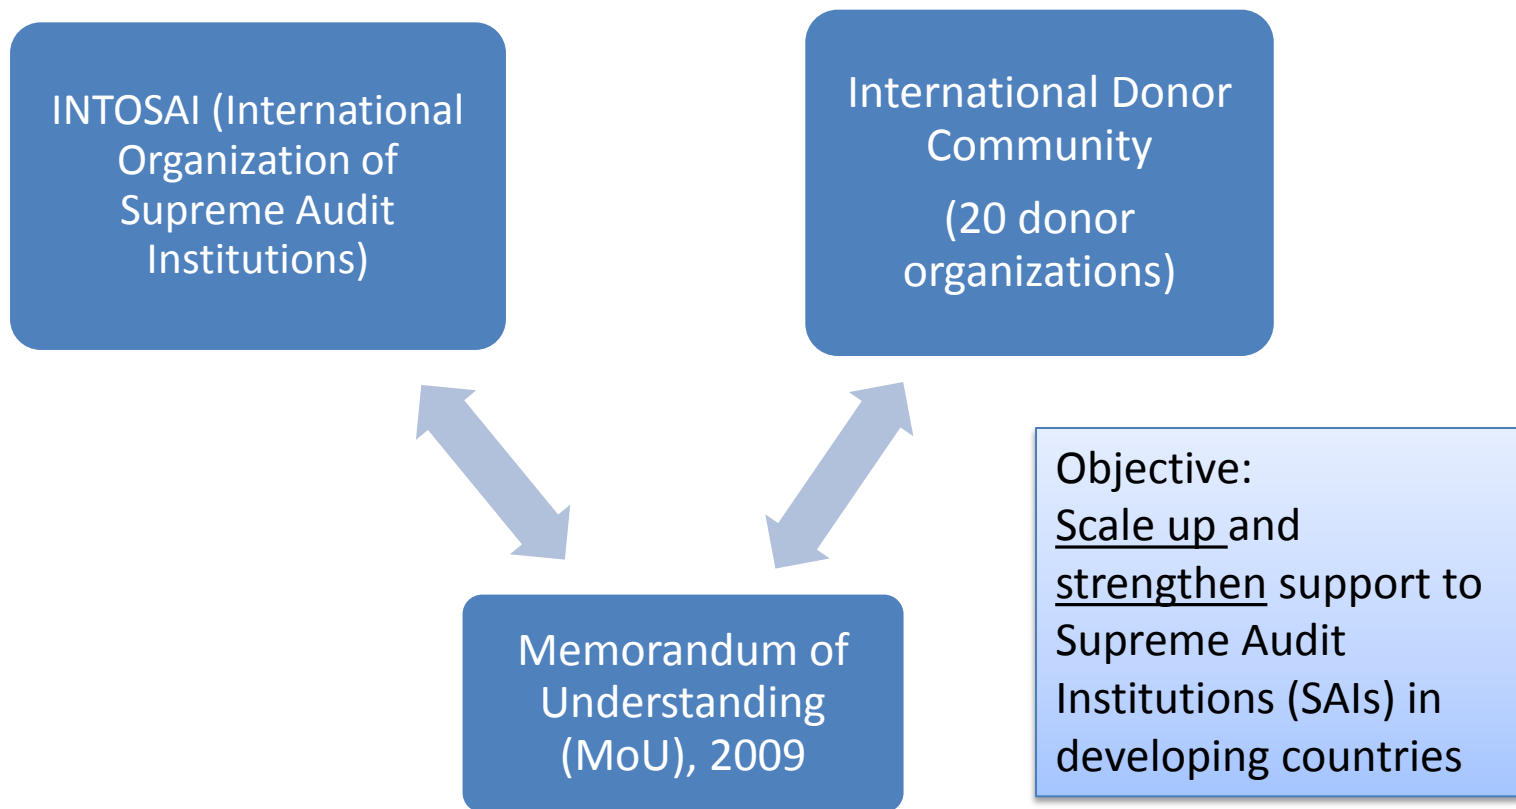 INTOSAI (International
Organization of
Supreme Audit
Institutions)
International Donor
Community
(20 donor
organizations)
Memorandum of
Understanding
(MoU), 2009
Objective:
Scale up and
strengthen support to
Supreme Audit
Institutions (SAIs) in
developing countries